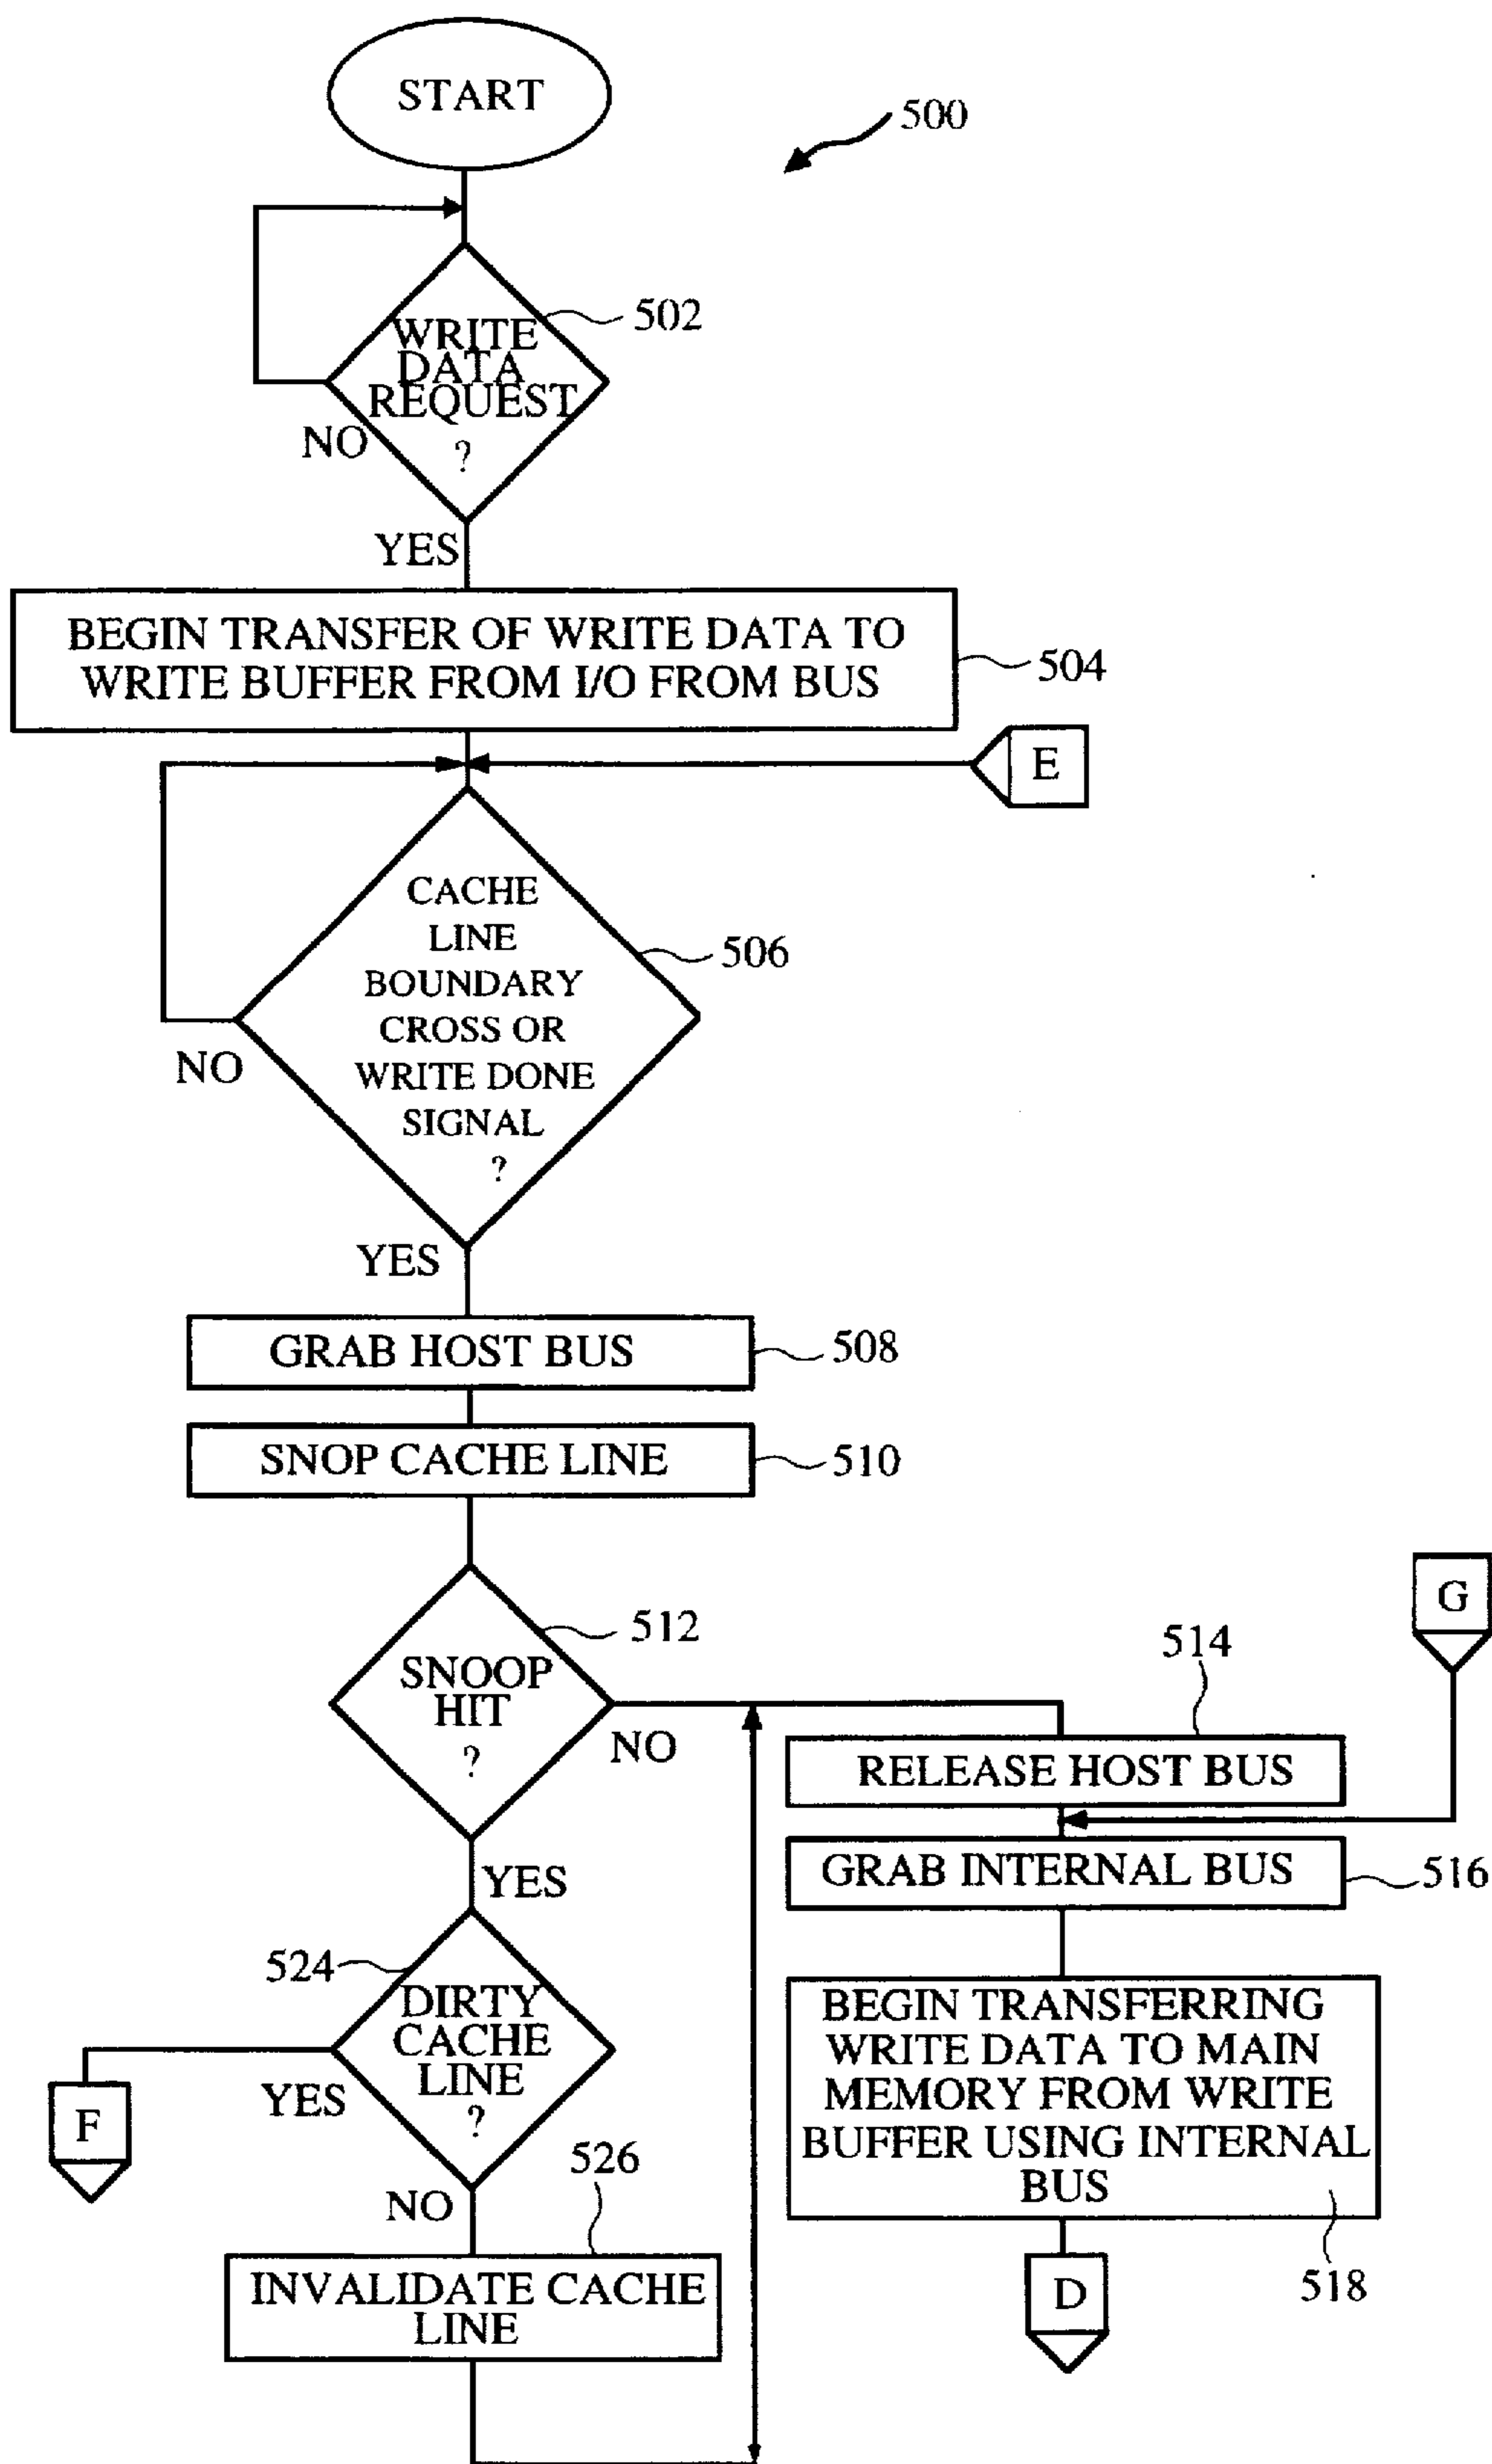 START
500
WRITE
DATA
REQUEST
?
502
NO
YES
BEGIN TRANSFER OF WRITE DATA TO
WRITE BUFFER FROM I/O FROM BUS
504
E
CACHE
LINE
BOUNDARY
CROSS OR
WRITE DONE
SIGNAL
?
506
NO
YES
GRAB HOST BUS
508
SNOP CACHE LINE
510
SNOOP
HIT
?
512
NO
YES
G
514
RELEASE HOST BUS
GRAB INTERNAL BUS
516
BEGIN TRANSFERRING
WRITE DATA TO MAIN
MEMORY FROM WRITE
BUFFER USING INTERNAL
BUS
518
D
524
DIRTY
CACHE
LINE
?
YES
F
NO
526
INVALIDATE CACHE
LINE